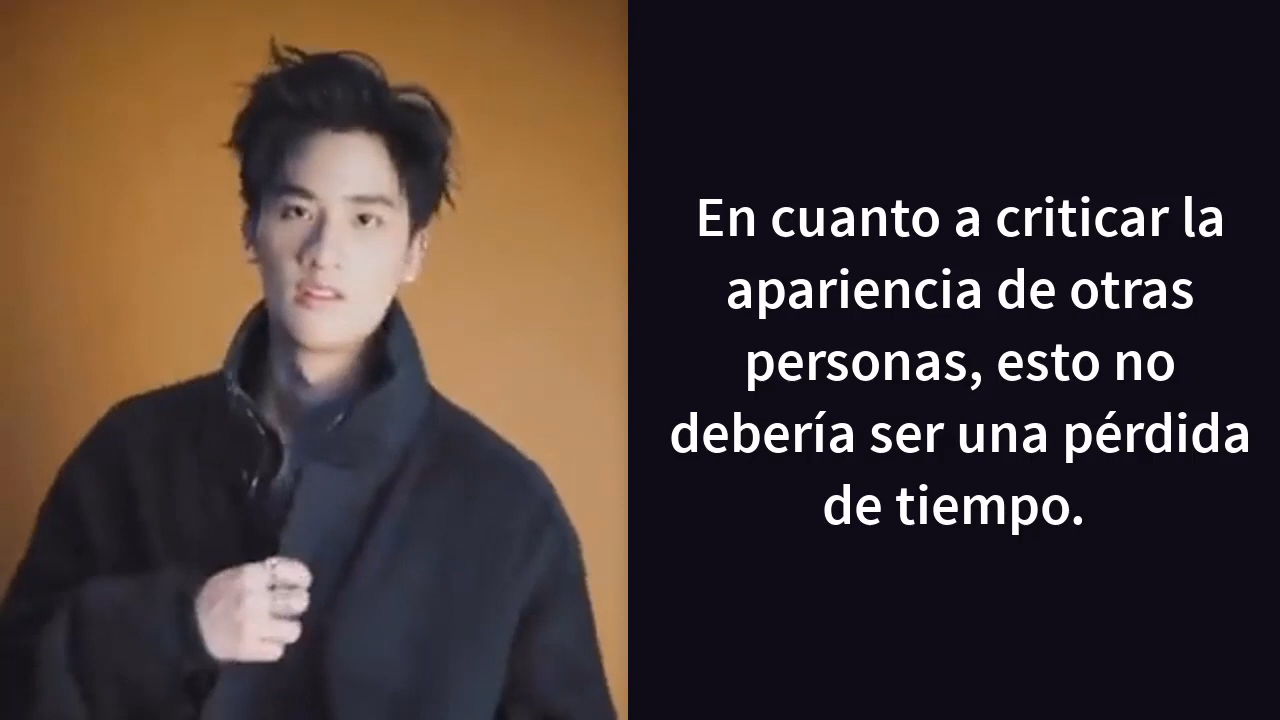 En cuanto a criticar la
apariencia de otras
personas, esto no
debería ser una pérdida
de tiempo.